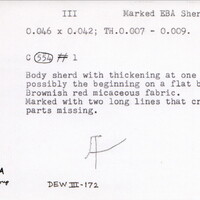 III Marked EBA Sher
0.046 x 0.042; TH.0.007 - 0.009.
C 554 # 1
Body sherd with thickening at one
possibly the beginning on a flat b
Brownish red micaceous fabric.
Marked with two long lines that cr
parts missing.
DEW III-172